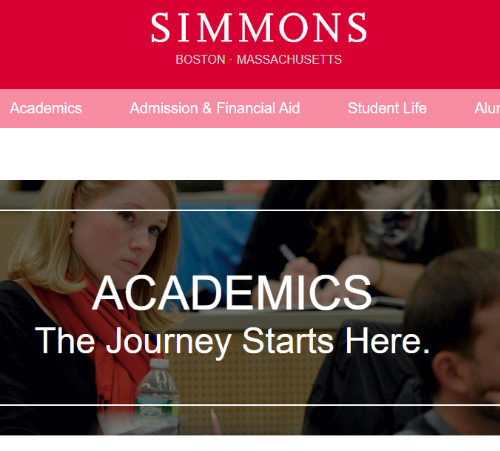 SIMMONS
BOSTON · MASSACHUSETTS
Academics Admission & Financial Aid Student Life Alu
ACADEMICS
The Journey Starts Here.